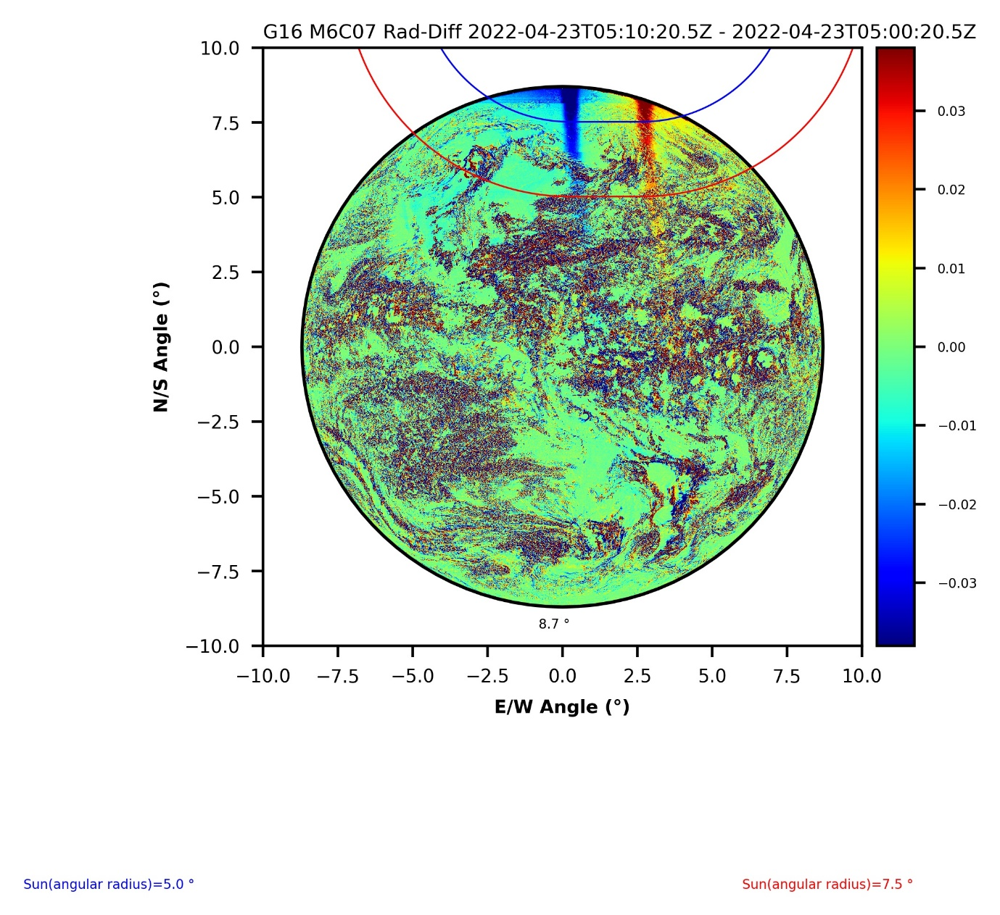 G16 M6C07 Rad-Diff 2022-04-23T05:10:20.5Z - 2022-04-23T05:00:20.5Z
10.0
7.5
5.0
2.5
0.0
−2.5
−5.0
−7.5
−10.0
N/S Angle (°)
0.03
0.02
0.01
0.00
−0.01
−0.02
−0.03
8.7 °
−10.0 −7.5 −5.0 −2.5 0.0 2.5 5.0 7.5 10.0
E/W Angle (°)
Sun(angular radius)=5.0 °
Sun(angular radius)=7.5 °